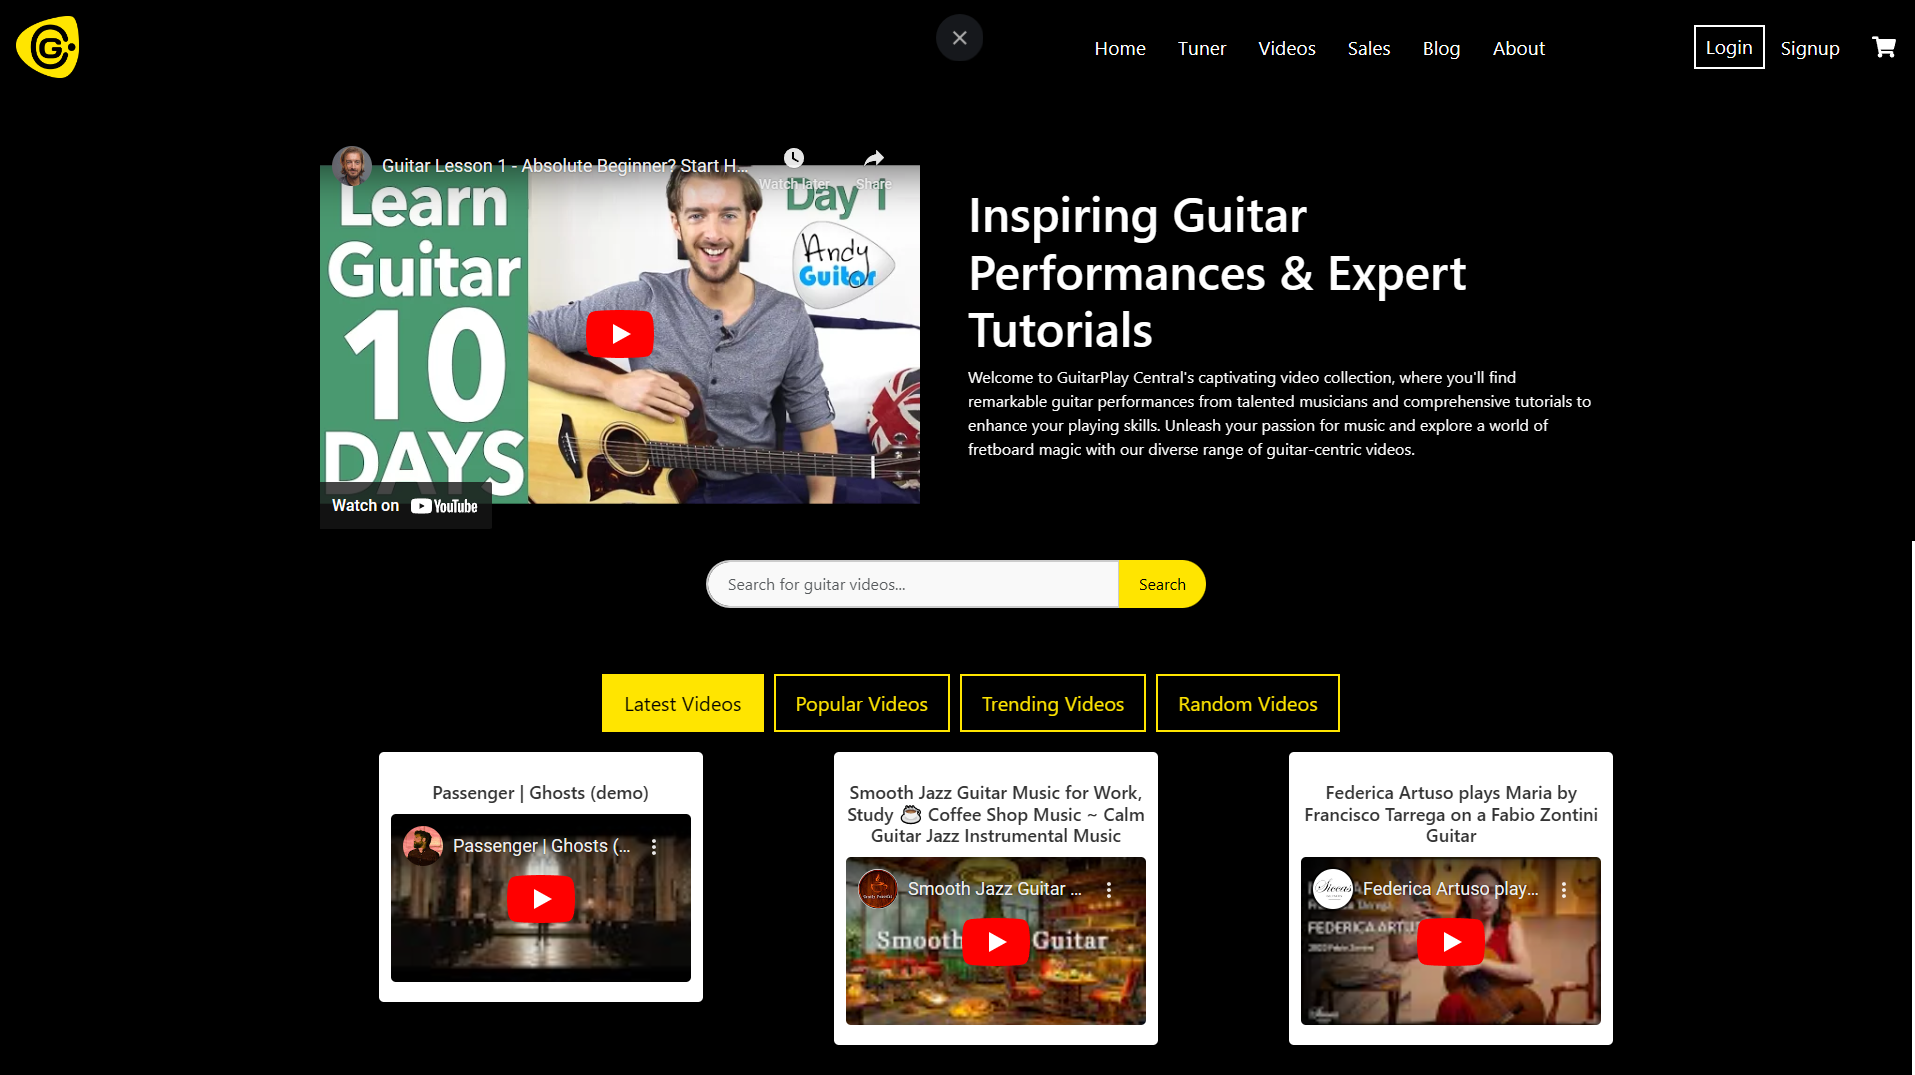 G
Home Tuner Videos Sales Blog About Login Signup
Guitar Lesson 1 - Absolute Beginner? Start H...
Watch later Share
Learn
Guitar
10
DAYS
Day 1
Andy
Guitar
Watch on YouTube
Inspiring Guitar
Performances & Expert
Tutorials
Welcome to GuitarPlay Central's captivating video collection, where you'll find
remarkable guitar performances from talented musicians and comprehensive tutorials to
enhance your playing skills. Unleash your passion for music and explore a world of
fretboard magic with our diverse range of guitar-centric videos.
Search for guitar videos... Search
Latest Videos Popular Videos Trending Videos Random Videos
Passenger | Ghosts (demo)
Passenger | Ghosts (...
Smooth Jazz Guitar Music for Work,
Study ☕ Coffee Shop Music ~ Calm
Guitar Jazz Instrumental Music
Smooth Jazz Guitar ...
Smooth Guitar
Federica Artuso plays Maria by
Francisco Tarrega on a Fabio Zontini
Guitar
Siccas
Federica Artuso play...
FEDERICA ARTU